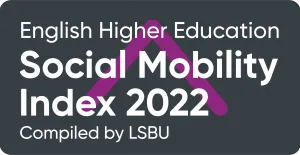 English Higher Education
Social Mobility
Index 2022
Compiled by LSBU